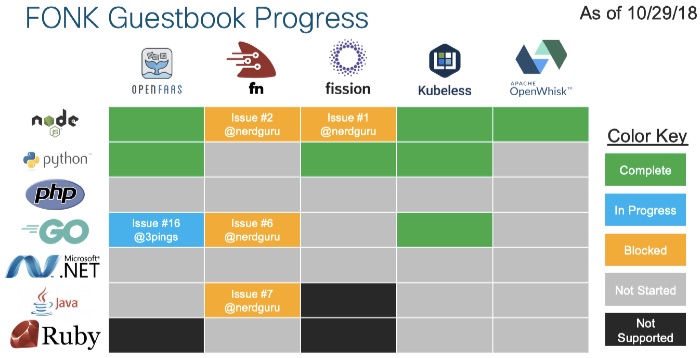 FONK Guestbook Progress
As of 10/29/18
OPENFAAS
fn
fission
Kubeless
APACHE
OpenWhisk™
node
JS
Issue #2
@nerdguru
Issue #1
@nerdguru
python™
php
GO
Issue #16
@3pings
Issue #6
@nerdguru
Microsoft®
.NET
Java
Issue #7
@nerdguru
Ruby
Color Key
Complete
In Progress
Blocked
Not Started
Not
Supported